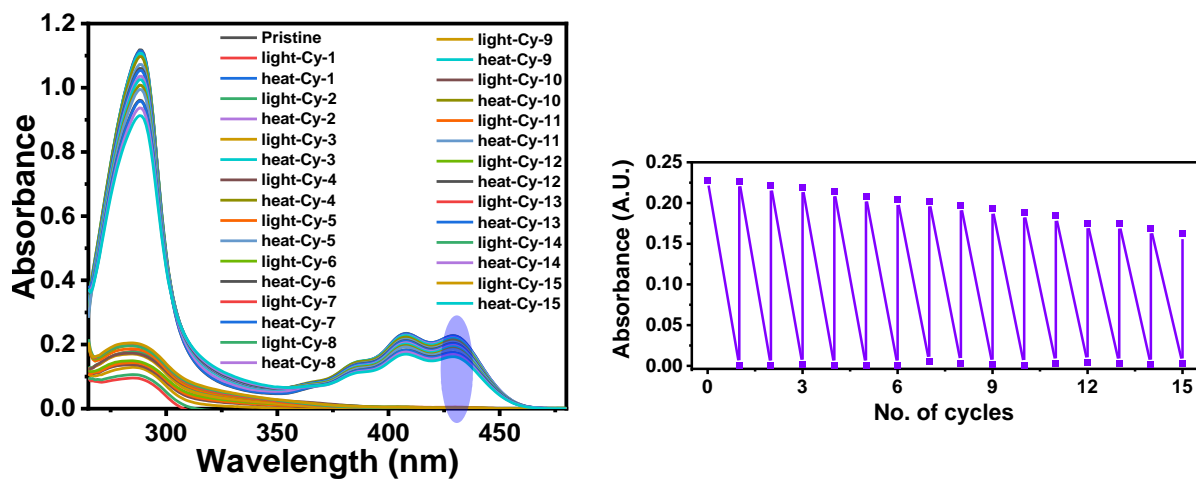 1.2
1.0
0.8
0.6
0.4
0.2
0.0
Absorbance
300
350
400
450
Wavelength (nm)
Pristine
light-Cy-1
heat-Cy-1
light-Cy-2
heat-Cy-2
light-Cy-3
heat-Cy-3
light-Cy-4
heat-Cy-4
light-Cy-5
heat-Cy-5
light-Cy-6
heat-Cy-6
light-Cy-7
heat-Cy-7
light-Cy-8
heat-Cy-8
light-Cy-9
heat-Cy-9
light-Cy-10
heat-Cy-10
light-Cy-11
heat-Cy-11
light-Cy-12
heat-Cy-12
light-Cy-13
heat-Cy-13
light-Cy-14
heat-Cy-14
light-Cy-15
heat-Cy-15
0.25
0.20
0.15
0.10
0.05
0.00
Absorbance (A.U.)
0
3
6
9
12
15
No. of cycles